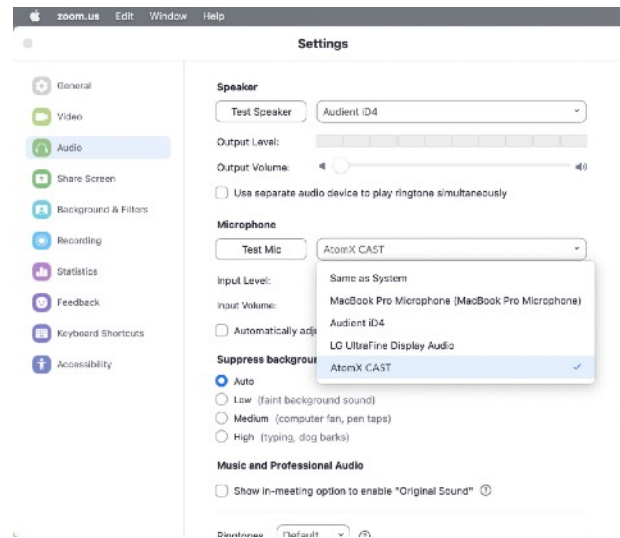 zoom.us Edit Window Help
Settings
General
Video
Audio
Share Screen
Background & Filters
Recording
Statistics
Feedback
Keyboard Shortcuts
Accessibility
Speaker
Test Speaker Audient iD4
Output Level:
Output Volume:
Use separate audio device to play ringtone simultaneously
Microphone
Test Mic AtomX CAST
Input Level:
Same as System
MacBook Pro Microphone (MacBook Pro Microphone)
Input Volume:
Audient iD4
Automatically adj
LG UltraFine Display Audio
Suppress backgrou
AtomX CAST
Auto
Low (faint background sound)
Medium (computer fan, pen taps)
High (typing, dog barks)
Music and Professional Audio
Show in-meeting option to enable "Original Sound" ?
Ringtones Default ?